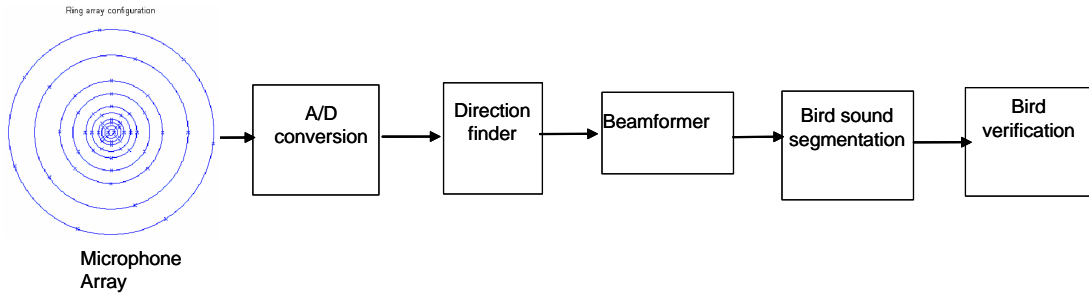 Ring array configuration
A/D
conversion
Direction
finder
Beamformer
Bird sound
segmentation
Bird
verification
Microphone
Array